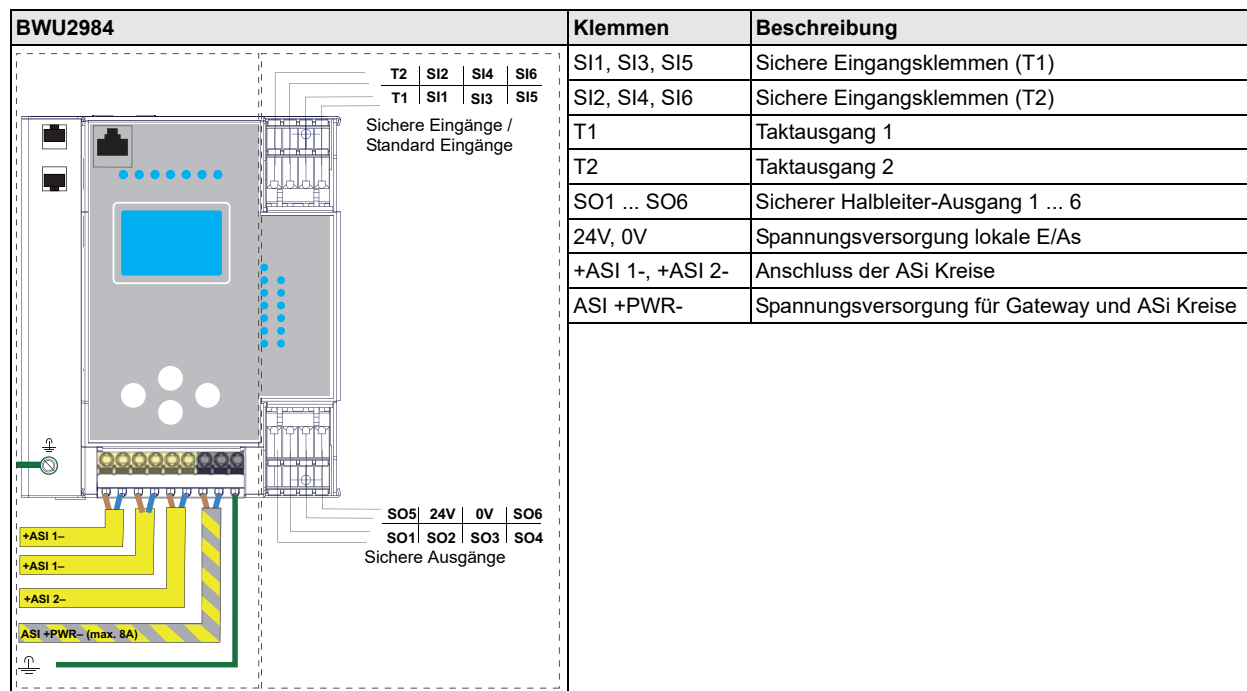 BWU2984 Klemmen Beschreibung
T2 SI2 SI4 SI6
T1 SI1 SI3 SI5
Sichere Eingänge /
Standard Eingänge
SO5 24V 0V SO6
SO1 SO2 SO3 SO4
Sichere Ausgänge
+ASI 1–
+ASI 1–
+ASI 2–
ASI +PWR– (max. 8A)
SI1, SI3, SI5 Sichere Eingangsklemmen (T1)
SI2, SI4, SI6 Sichere Eingangsklemmen (T2)
T1 Taktausgang 1
T2 Taktausgang 2
SO1 ... SO6 Sicherer Halbleiter-Ausgang 1 ... 6
24V, 0V Spannungsversorgung lokale E/As
+ASI 1-, +ASI 2- Anschluss der ASi Kreise
ASI +PWR- Spannungsversorgung für Gateway und ASi Kreise